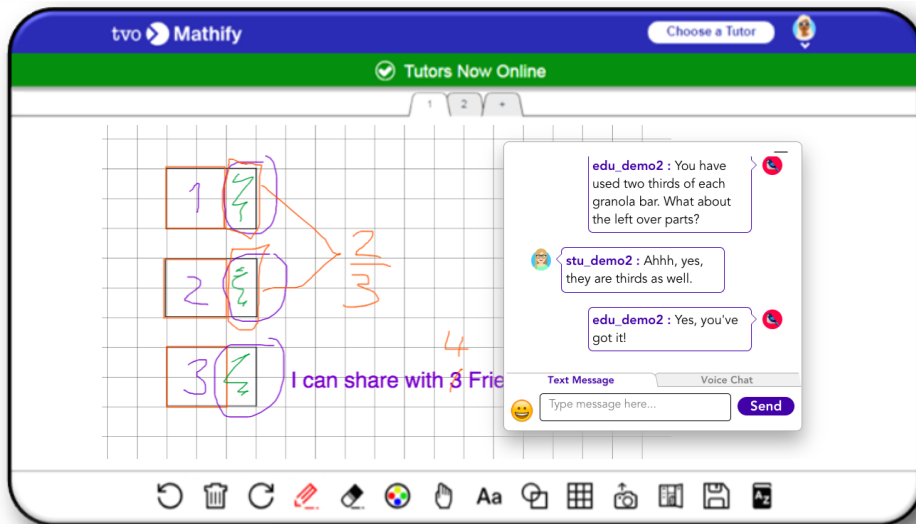 tvo Mathify
Choose a Tutor
Tutors Now Online
1 2 +
edu_demo2 : You have
used two thirds of each
granola bar. What about
the left over parts?
stu_demo2 : Ahhh, yes,
they are thirds as well.
edu_demo2 : Yes, you've
got it!
Text Message Voice Chat
Type message here...
Send
1
2
3
2
3
4
I can share with 3 Frie
Aa
A Z